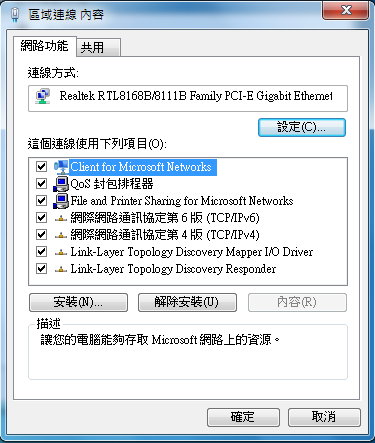 區域連線 內容
網路功能
共用
連線方式:
Realtek RTL8168B/8111B Family PCI-E Gigabit Ethernet
設定(C)...
這個連線使用下列項目(O):
Client for Microsoft Networks
QoS 封包排程器
File and Printer Sharing for Microsoft Networks
網際網路通訊協定第 6 版 (TCP/IPv6)
網際網路通訊協定第 4 版 (TCP/IPv4)
Link-Layer Topology Discovery Mapper I/O Driver
Link-Layer Topology Discovery Responder
安裝(N)...
解除安裝(U)
內容(R)
描述
讓您的電腦能夠存取 Microsoft 網路上的資源。
確定
取消